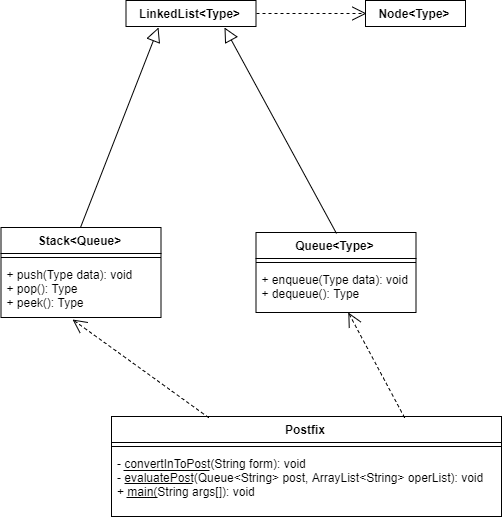 LinkedList<Type>
Node<Type>
Stack<Queue>
+ push(Type data): void
+ pop(): Type
+ peek(): Type
Queue<Type>
+ enqueue(Type data): void
+ dequeue(): Type
Postfix
- convertInToPost(String form): void
- evaluatePost(Queue<String> post, ArrayList<String> operList): void
+ main(String args[]): void